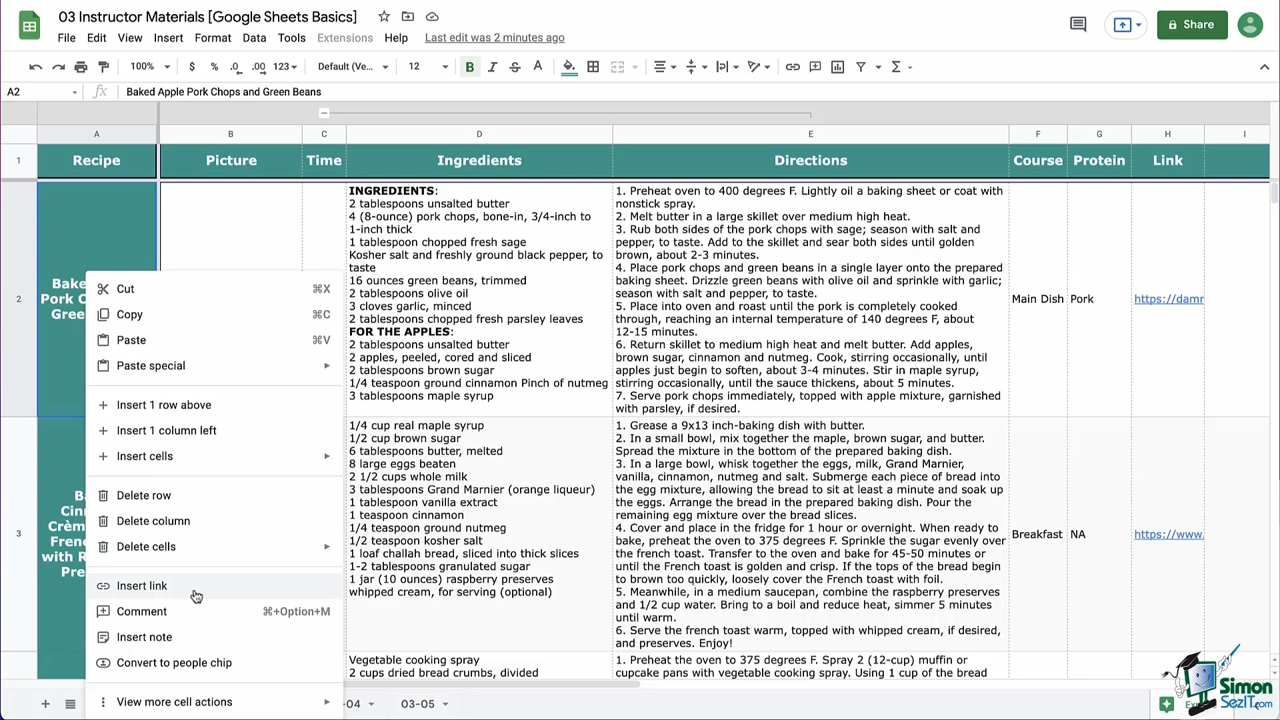 03 Instructor Materials [Google Sheets Basics]
File Edit View Insert Format Data Tools Extensions Help Last edit was 2 minutes ago
Share
100% $ % .0 .00 123 Default (Ve... 12 B I S A
A2 fx Baked Apple Pork Chops and Green Beans
A B C D E F G H I
1 Recipe Picture Time Ingredients Directions Course Protein Link
2
INGREDIENTS:
2 tablespoons unsalted butter
4 (8-ounce) pork chops, bone-in, 3/4-inch to
1-inch thick
1 tablespoon chopped fresh sage
Kosher salt and freshly ground black pepper, to
taste
16 ounces green beans, trimmed
2 tablespoons olive oil
3 cloves garlic, minced
2 tablespoons chopped fresh parsley leaves
FOR THE APPLES:
2 tablespoons unsalted butter
2 apples, peeled, cored and sliced
2 tablespoons brown sugar
1/4 teaspoon ground cinnamon Pinch of nutmeg
3 tablespoons maple syrup
1. Preheat oven to 400 degrees F. Lightly oil a baking sheet or coat with
nonstick spray.
2. Melt butter in a large skillet over medium high heat.
3. Rub both sides of the pork chops with sage; season with salt and
pepper, to taste. Add to the skillet and sear both sides until golden
brown, about 2-3 minutes.
4. Place pork chops and green beans in a single layer onto the prepared
baking sheet. Drizzle green beans with olive oil and sprinkle with garlic;
season with salt and pepper, to taste.
5. Place into oven and roast until the pork is completely cooked
through, reaching an internal temperature of 140 degrees F, about
12-15 minutes.
6. Return skillet to medium high heat and melt butter. Add apples,
brown sugar, cinnamon and nutmeg. Cook, stirring occasionally, until
apples just begin to soften, about 3-4 minutes. Stir in maple syrup,
stirring occasionally, until the sauce thickens, about 5 minutes.
7. Serve pork chops immediately, topped with apple mixture, garnished
with parsley, if desired.
Main Dish Pork https://damr
3
1/4 cup real maple syrup
1/2 cup brown sugar
6 tablespoons butter, melted
8 large eggs beaten
2 1/2 cups whole milk
3 tablespoons Grand Marnier (orange liqueur)
1 tablespoon vanilla extract
1 teaspoon cinnamon
1/4 teaspoon ground nutmeg
1/2 teaspoon kosher salt
1 loaf challah bread, sliced into thick slices
1-2 tablespoons granulated sugar
1 jar (10 ounces) raspberry preserves
whipped cream, for serving (optional)
1. Grease a 9x13 inch-baking dish with butter.
2. In a small bowl, mix together the maple, brown sugar, and butter.
Spread the mixture in the bottom of the prepared baking dish.
3. In a large bowl, whisk together the eggs, milk, Grand Marnier,
vanilla, cinnamon, nutmeg and salt. Submerge each piece of bread into
the egg mixture, allowing the bread to sit at least a minute and soak up
the eggs. Arrange the bread in the prepared baking dish. Pour the
remaining egg mixture over the bread slices.
4. Cover and place in the fridge for 1 hour or overnight. When ready to
bake, preheat oven to 375 degrees F. Sprinkle the sugar evenly over
the french toast. Transfer to the oven and bake for 45-50 minutes or
until the French toast is golden and crisp. If the tops of the bread begin
to brown too quickly, loosely cover the French toast with foil.
5. Meanwhile, in a medium saucepan, combine the raspberry preserves
and 1/2 cup water. Bring to a boil and reduce heat, simmer 5 minutes
until warm.
6. Serve the french toast warm, topped with whipped cream, if desired,
and preserves. Enjoy!
Breakfast NA https://www.
Vegetable cooking spray
2 cups dried bread crumbs, divided
1. Preheat the oven to 375 degrees F. Spray 2 (12-cup) muffin or
cupcake pans with vegetable cooking spray. Using 1 cup of the bread
Cut ⌘X
Copy ⌘C
Paste ⌘V
Paste special
Insert 1 row above
Insert 1 column left
Insert cells
Delete row
Delete column
Delete cells
Insert link
Comment ⌘+Option+M
Insert note
Convert to people chip
View more cell actions
-04 03-05
Simon
SezIT.com